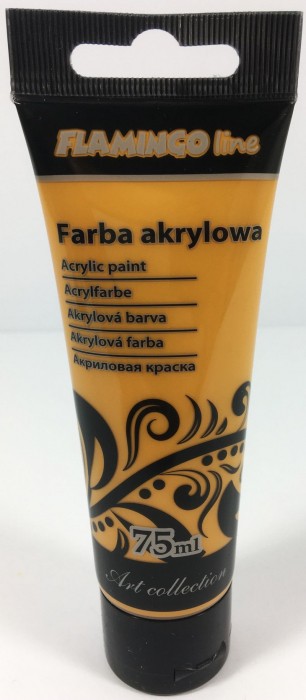 FLAMINGO line
Farba akrylowa
Acrylic paint
Acrylfarbe
Akrylová barva
Akrylová farba
Акриловая краска
75ml
Art collection